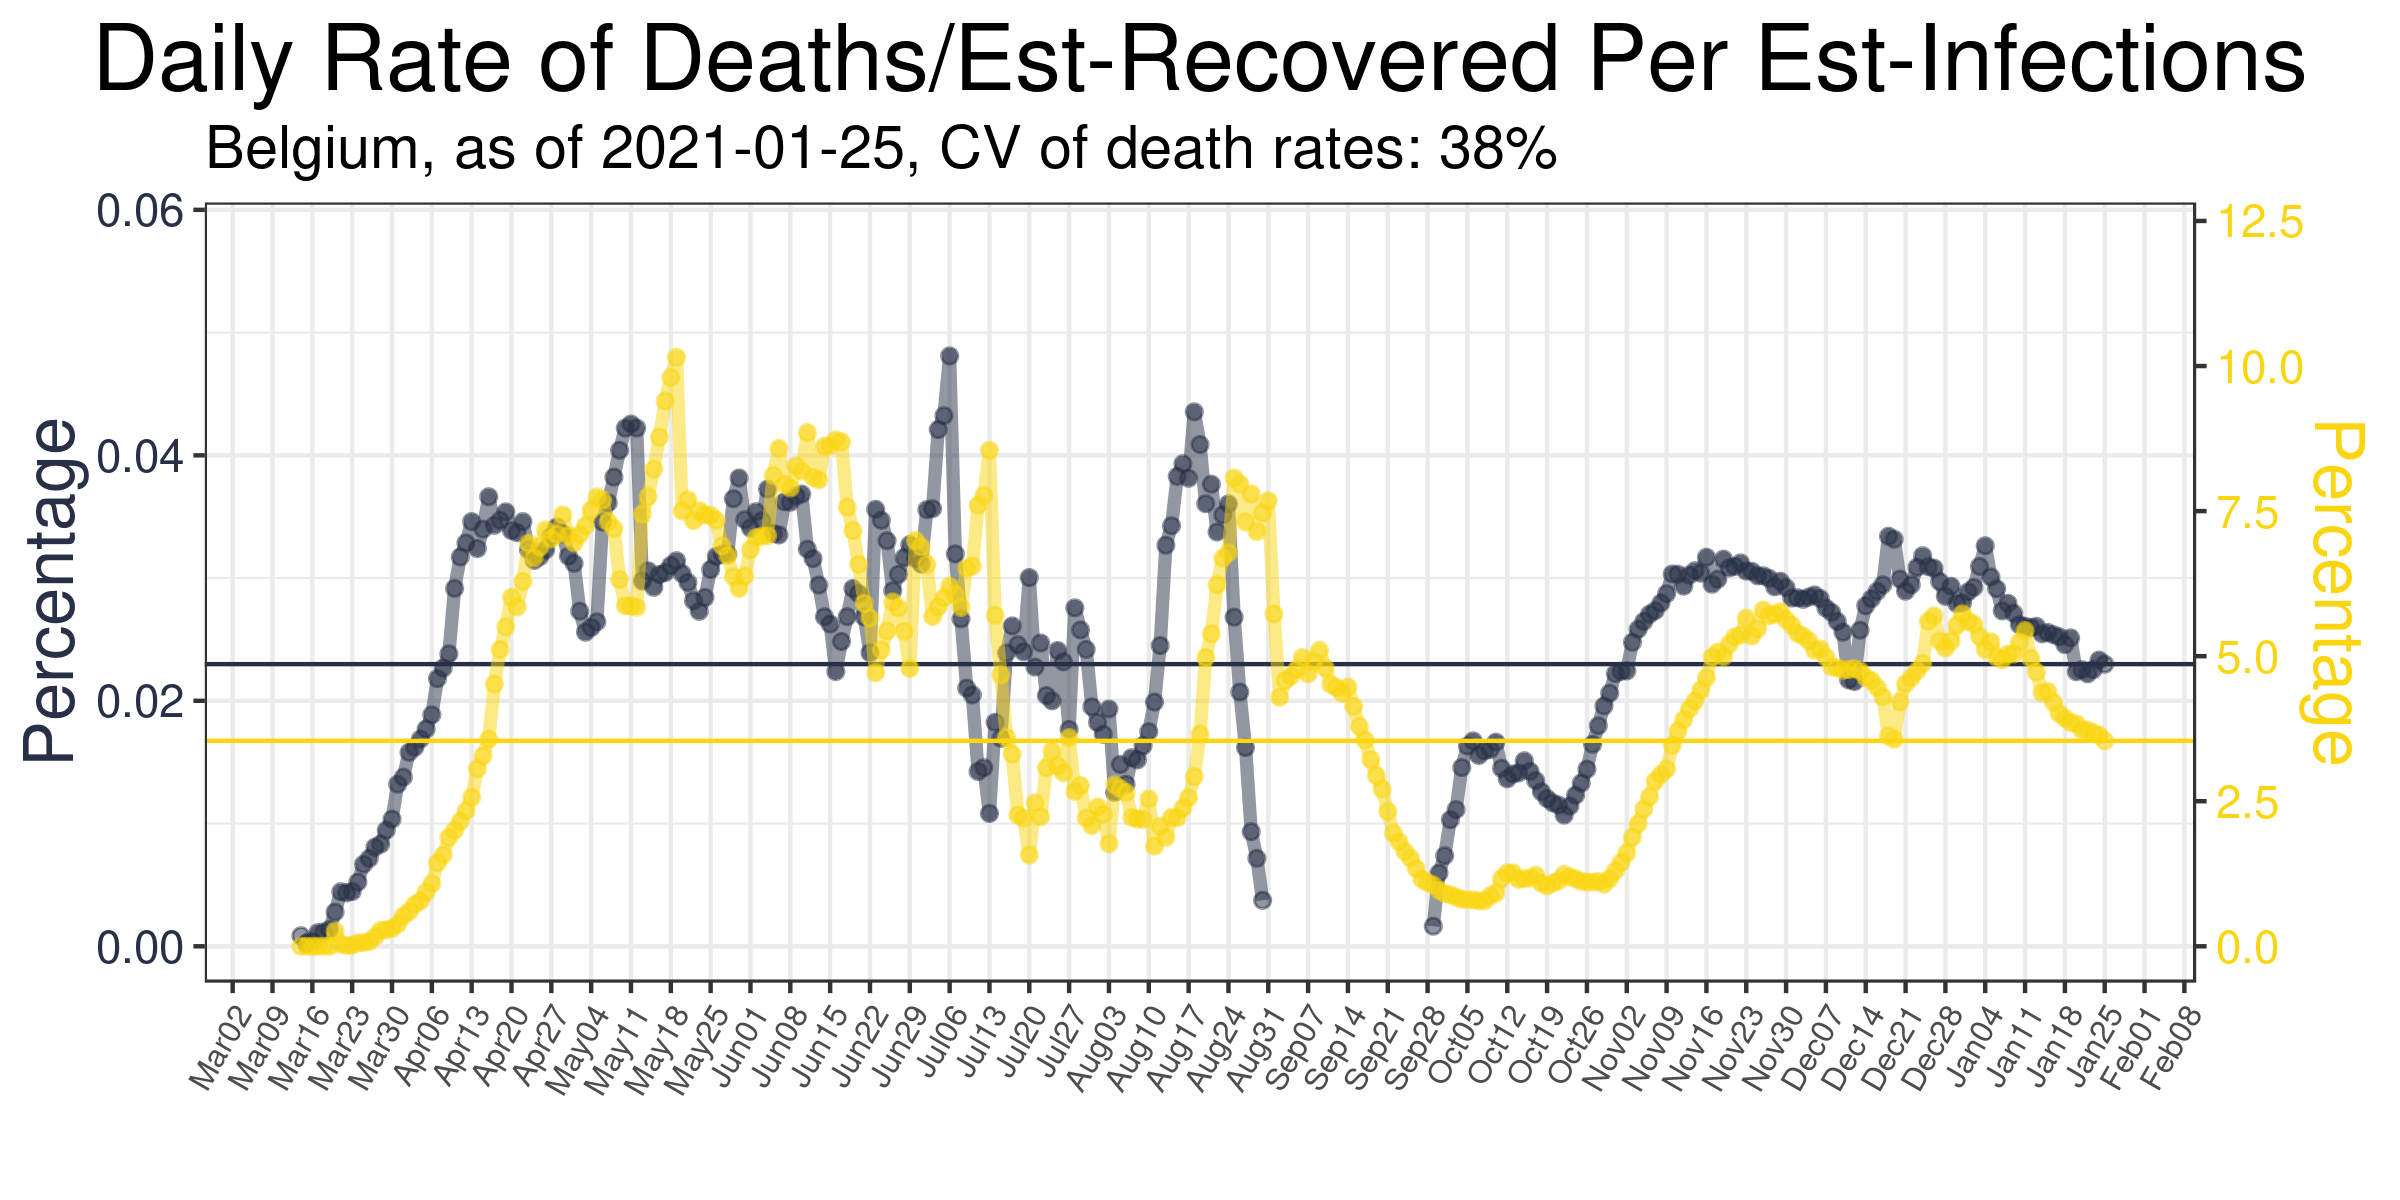 Daily Rate of Deaths/Est-Recovered Per Est-Infections
Belgium, as of 2021-01-25, CV of death rates: 38%
Percentage
0.06
0.04
0.02
0.00
12.5
10.0
7.5
5.0
2.5
0.0
Percentage
Mar02
Mar09
Mar16
Mar23
Mar30
Apr06
Apr13
Apr20
Apr27
May04
May11
May18
May25
Jun01
Jun08
Jun15
Jun22
Jun29
Jul06
Jul13
Jul20
Jul27
Aug03
Aug10
Aug17
Aug24
Aug31
Sep07
Sep14
Sep21
Sep28
Oct05
Oct12
Oct19
Oct26
Nov02
Nov09
Nov16
Nov23
Nov30
Dec07
Dec14
Dec21
Dec28
Jan04
Jan11
Jan18
Jan25
Feb01
Feb08